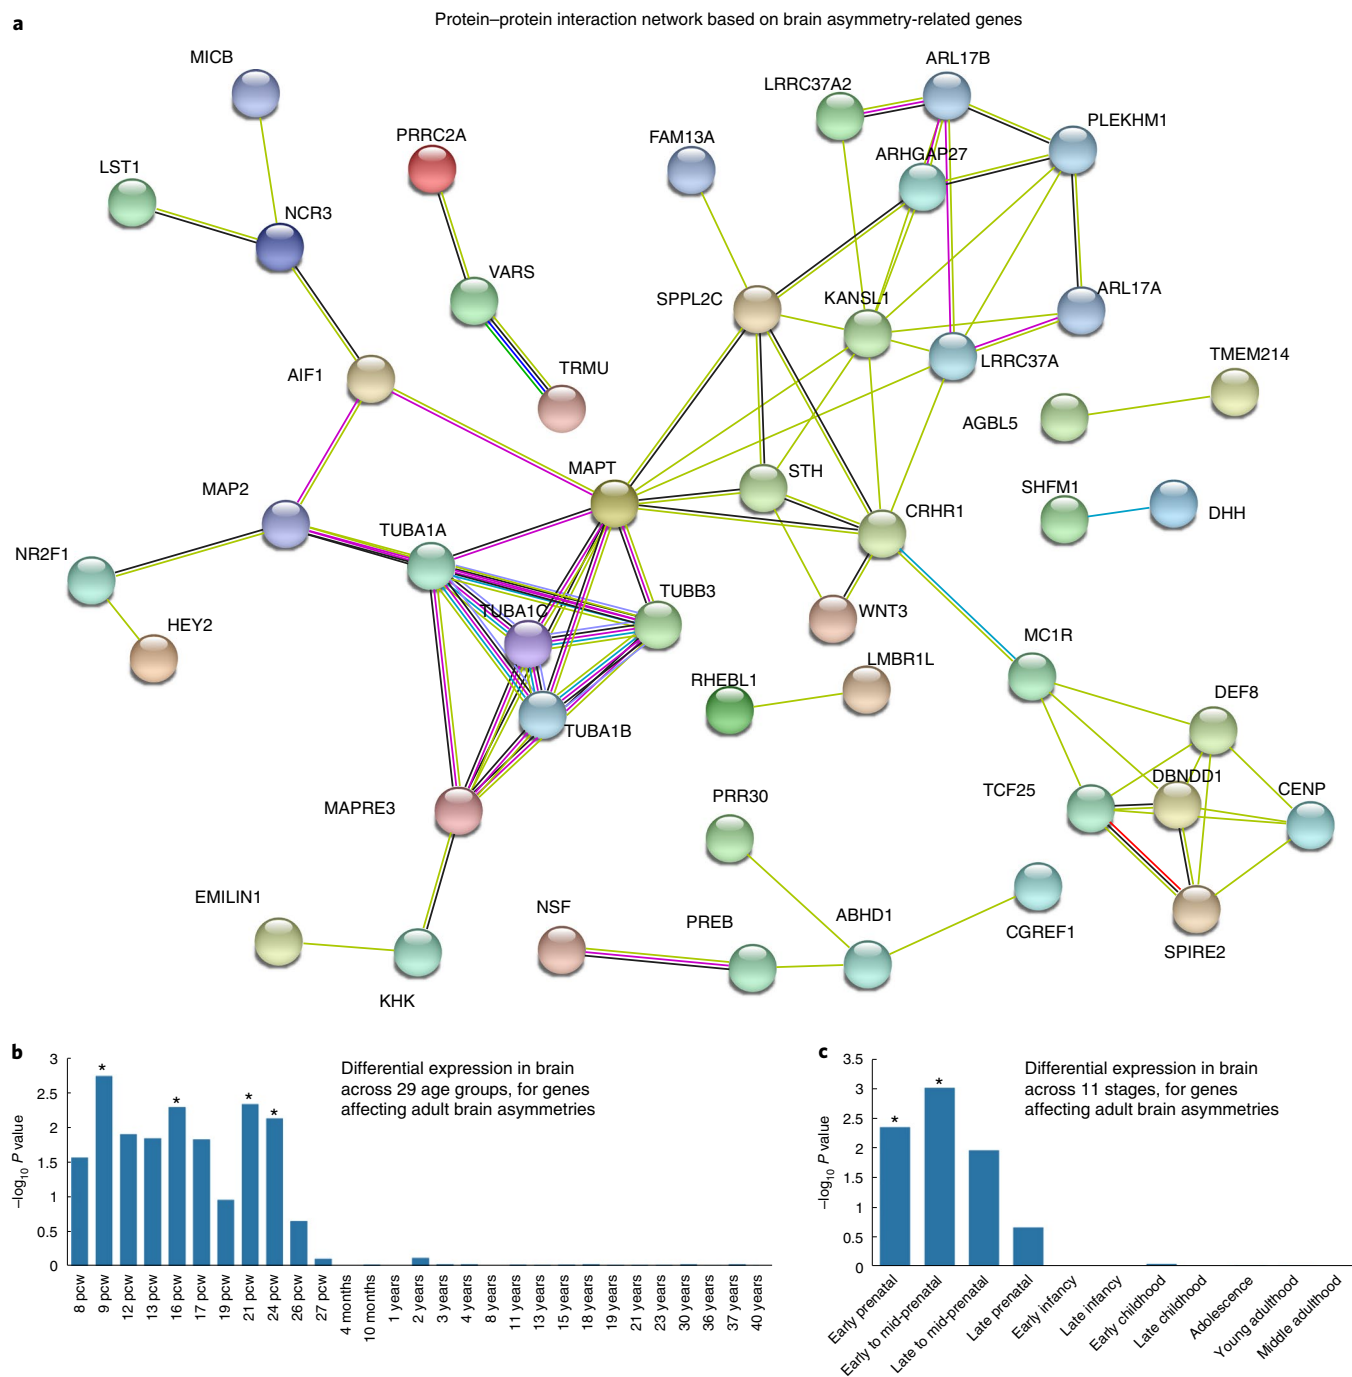 a
Protein–protein interaction network based on brain asymmetry-related genes
MICB
ARL17B
LRRC37A2
PLEKHM1
PRRC2A
FAM13A
ARHGAP27
LST1
NCR3
VARS
SPPL2C
KANSL1
ARL17A
AIF1
TRMU
LRRC37A
TMEM214
AGBL5
MAPT
STH
MAP2
SHFM1
DHH
TUBA1A
CRHR1
NR2F1
TUBA1C
TUBB3
WNT3
HEY2
MC1R
LMBR1L
RHEBL1
DEF8
TUBA1B
DBNDD1
TCF25
CENP
MAPRE3
PRR30
EMILIN1
NSF
PREB
ABHD1
CGREF1
SPIRE2
KHK
b
Differential expression in brain
across 29 age groups, for genes
affecting adult brain asymmetries
–log10 P value
3
2.5
2
1.5
1
0.5
0
*
*
*
*
8 pcw
9 pcw
12 pcw
13 pcw
16 pcw
17 pcw
19 pcw
21 pcw
24 pcw
26 pcw
27 pcw
4 months
10 months
1 years
2 years
3 years
4 years
8 years
11 years
13 years
15 years
18 years
19 years
21 years
23 years
30 years
36 years
37 years
40 years
c
Differential expression in brain
across 11 stages, for genes
affecting adult brain asymmetries
–log10 P value
3.5
3
2.5
2
1.5
1
0.5
0
*
*
Early prenatal
Early to mid-prenatal
Late to mid-prenatal
Late prenatal
Early infancy
Late infancy
Early childhood
Late childhood
Adolescence
Young adulthood
Middle adulthood